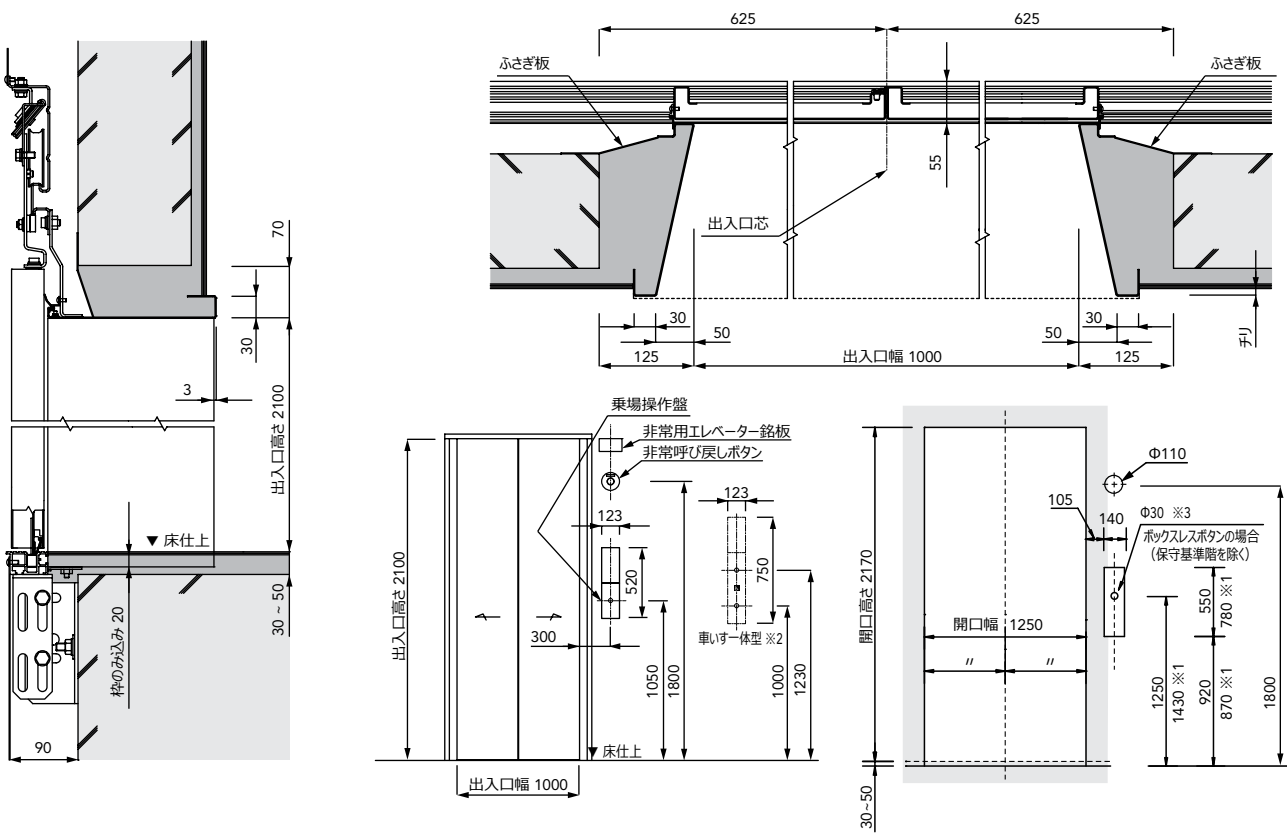 70
30
3
出入口高さ 2100
▼ 床仕上
枠のみ込み 20
30 ~ 50
90
625
625
ふさぎ板
ふさぎ板
55
出入口芯
30
50
125
出入口幅 1000
50
30
125
チリ
乗場操作盤
非常用エレベーター銘板
非常呼び戻しボタン
123
123
520
750
出入口高さ 2100
300
車いす一体型 ※2
1050
1800
1000
1230
▼ 床仕上
出入口幅 1000
Φ110
105
140
Φ30 ※3
ボックスレスボタンの場合
（保守基準階を除く）
開口高さ 2170
開口幅 1250
〃
〃
550
780 ※1
1250
1430 ※1
920
870 ※1
1800
30~50